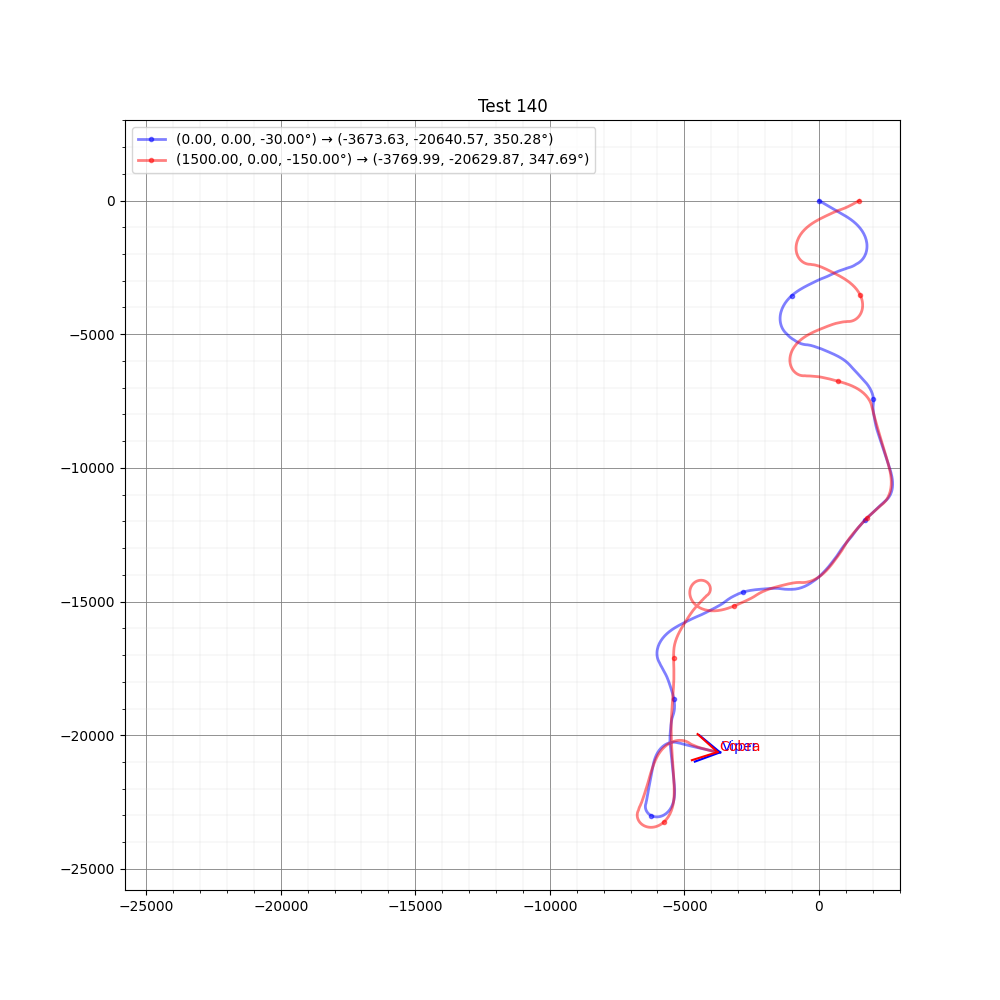 Test 140
(0.00, 0.00, -30.00°) → (-3673.63, -20640.57, 350.28°)
(1500.00, 0.00, -150.00°) → (-3769.99, -20629.87, 347.69°)
0
−5000
−10000
−15000
−20000
−25000
Viper
Cobra
−25000 −20000 −15000 −10000 −5000 0